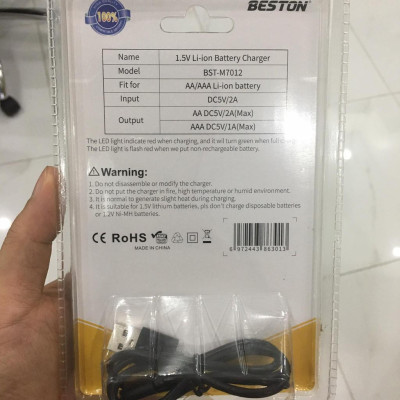 100%
BESTON®
Name 1.5V Li-ion Battery Charger
Model BST-M7012
Fit for AA/AAA Li-ion battery
Input DC5V/2A
Output AA DC5V/2A(Max)
AAA DC5V/1A(Max)
The LED light indicate red when charging, and it will turn green when full
The LED light is flash red when we put non-rechargeable battery.
Warning:
1. Do not disassemble or modify the charger.
2. Do not put the charger in fire, high temperature or humid environment.
3. It is normal to generate slight heat during charging.
4. It is suitable for 1.5V lithium batteries, pls don't charge disposable batteries
or 1.2V Ni-MH batteries.
CE RoHS
MADE IN CHINA
6 972443 863013